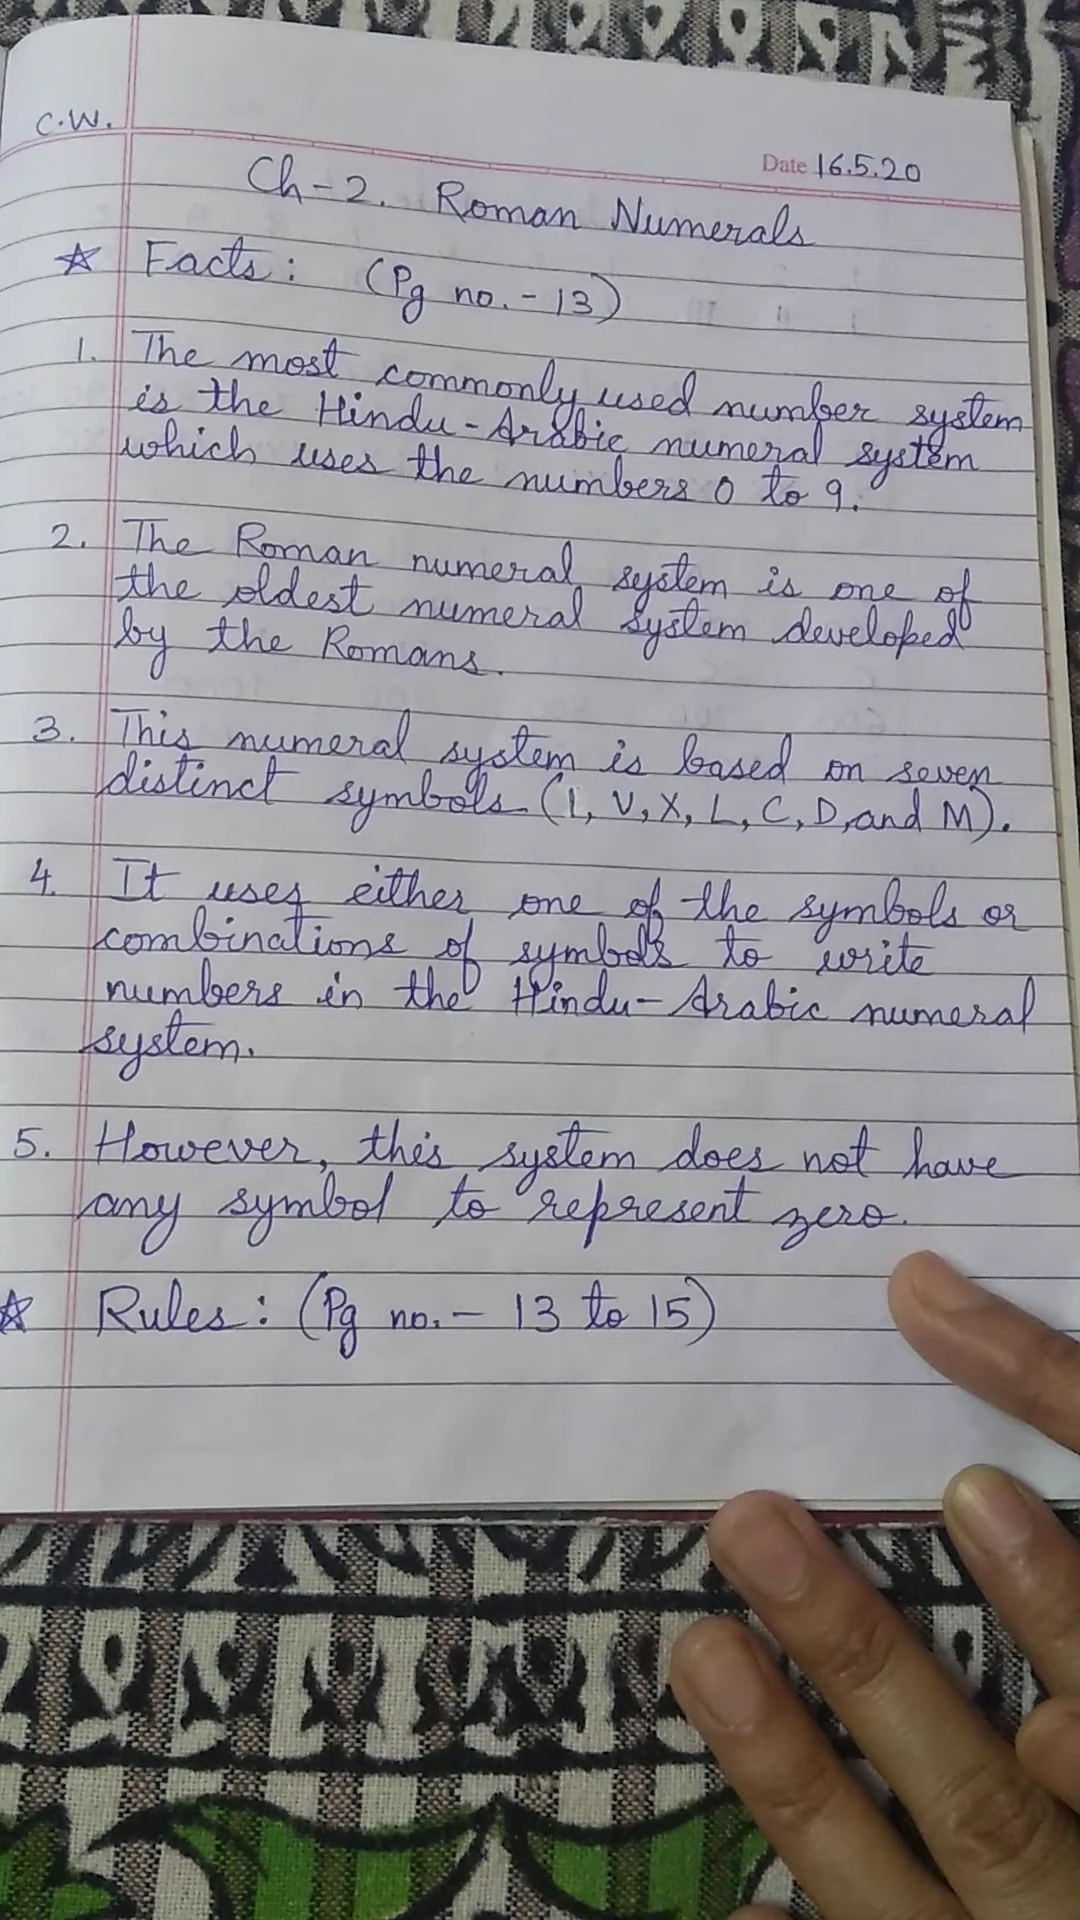 C.W.
Date 16.5.20
Ch-2. Roman Numerals
☆ Facts: (Pg no. - 13)
1. The most commonly used number system
is the Hindu-Arabic numeral system
which uses the numbers 0 to 9.
2. The Roman numeral system is one of
the oldest numeral system developed
by the Romans.
3. This numeral system is based on seven
distinct symbols (I, V, X, L, C, D, and M).
4. It uses either one of the symbols or
combinations of symbols to write
numbers in the Hindu-Arabic numeral
system.
5. However, this system does not have
any symbol to represent zero.
☆ Rules: (Pg no. - 13 to 15)